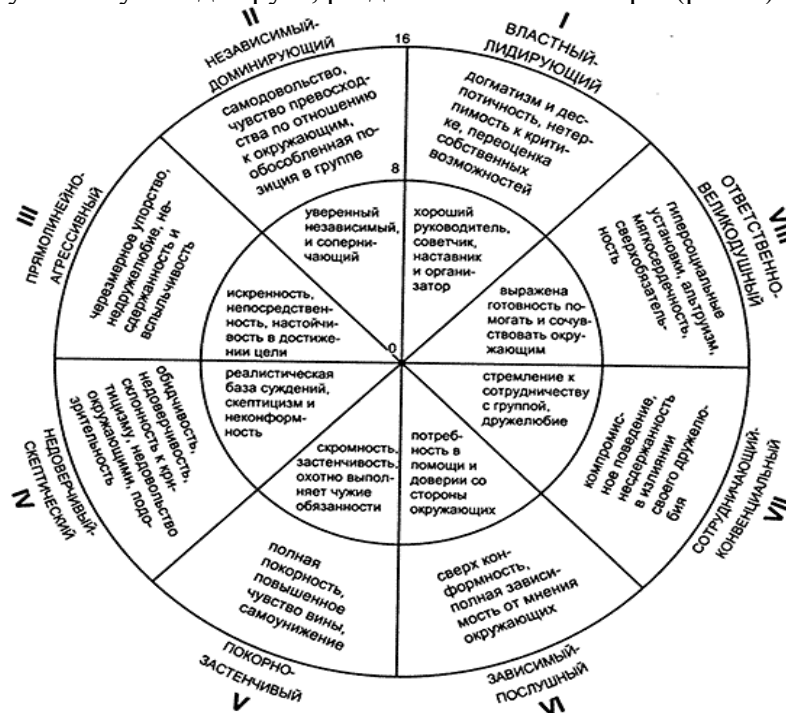 16
8
0
I
ВЛАСТНЫЙ-
ЛИДИРУЮЩИЙ
догматизм и дес-
потичность, нетер-
пимость к крити-
ке, переоценка
собственных
возможностей
хороший
руководитель,
советчик,
наставник
и органи-
затор
II
НЕЗАВИСИМЫЙ-
ДОМИНИРУЮЩИЙ
самодовольство,
чувство превосход-
ства по отношению
к окружающим,
обособленная по-
зиция в группе
уверенный
независимый,
и соперни-
чающий
III
ПРЯМОЛИНЕЙНО-
АГРЕССИВНЫЙ
черезмерное упорство,
недружелюбие, не-
сдержанность и
вспыльчивость
искренность,
непосредствен-
ность, настойчи-
вость в достиже-
нии цели
IV
НЕДОВЕРЧИВЫЙ-
СКЕПТИЧЕСКИЙ
обидчивость,
недоверчивость,
склонность к кри-
тицизму, недовольство
окружающими, подо-
зрительность
реалистическая
база суждений,
скептицизм и
неконформ-
ность
V
ПОКОРНО-
ЗАСТЕНЧИВЫЙ
полная
покорность,
повышенное
чувство вины,
самоунижение
скромность,
застенчивость.
охотно выпол-
няет чужие
обязанности
VI
ЗАВИСИМЫЙ-
ПОСЛУШНЫЙ
сверх кон-
формность,
полная зависи-
мость от мнения
окружающих
потреб-
ность в
помощи и
доверии со
стороны
окружающих
VII
СОТРУДНИЧАЮЩИЙ-
КОНВЕНЦИАЛЬНЫЙ
компромис-
ное поведение,
несдержанность
в излиянии
своего дружелю-
бия
стремление к
сотрудничеству
с группой,
дружелюбие
VIII
ОТВЕТСТВЕННО-
ВЕЛИКОДУШНЫЙ
гиперсоциальные
установки, альтруизм,
мягкосердечность,
сверхобязатель-
ность
выражена
готовность по-
могать и сочув-
ствовать окру-
жающим